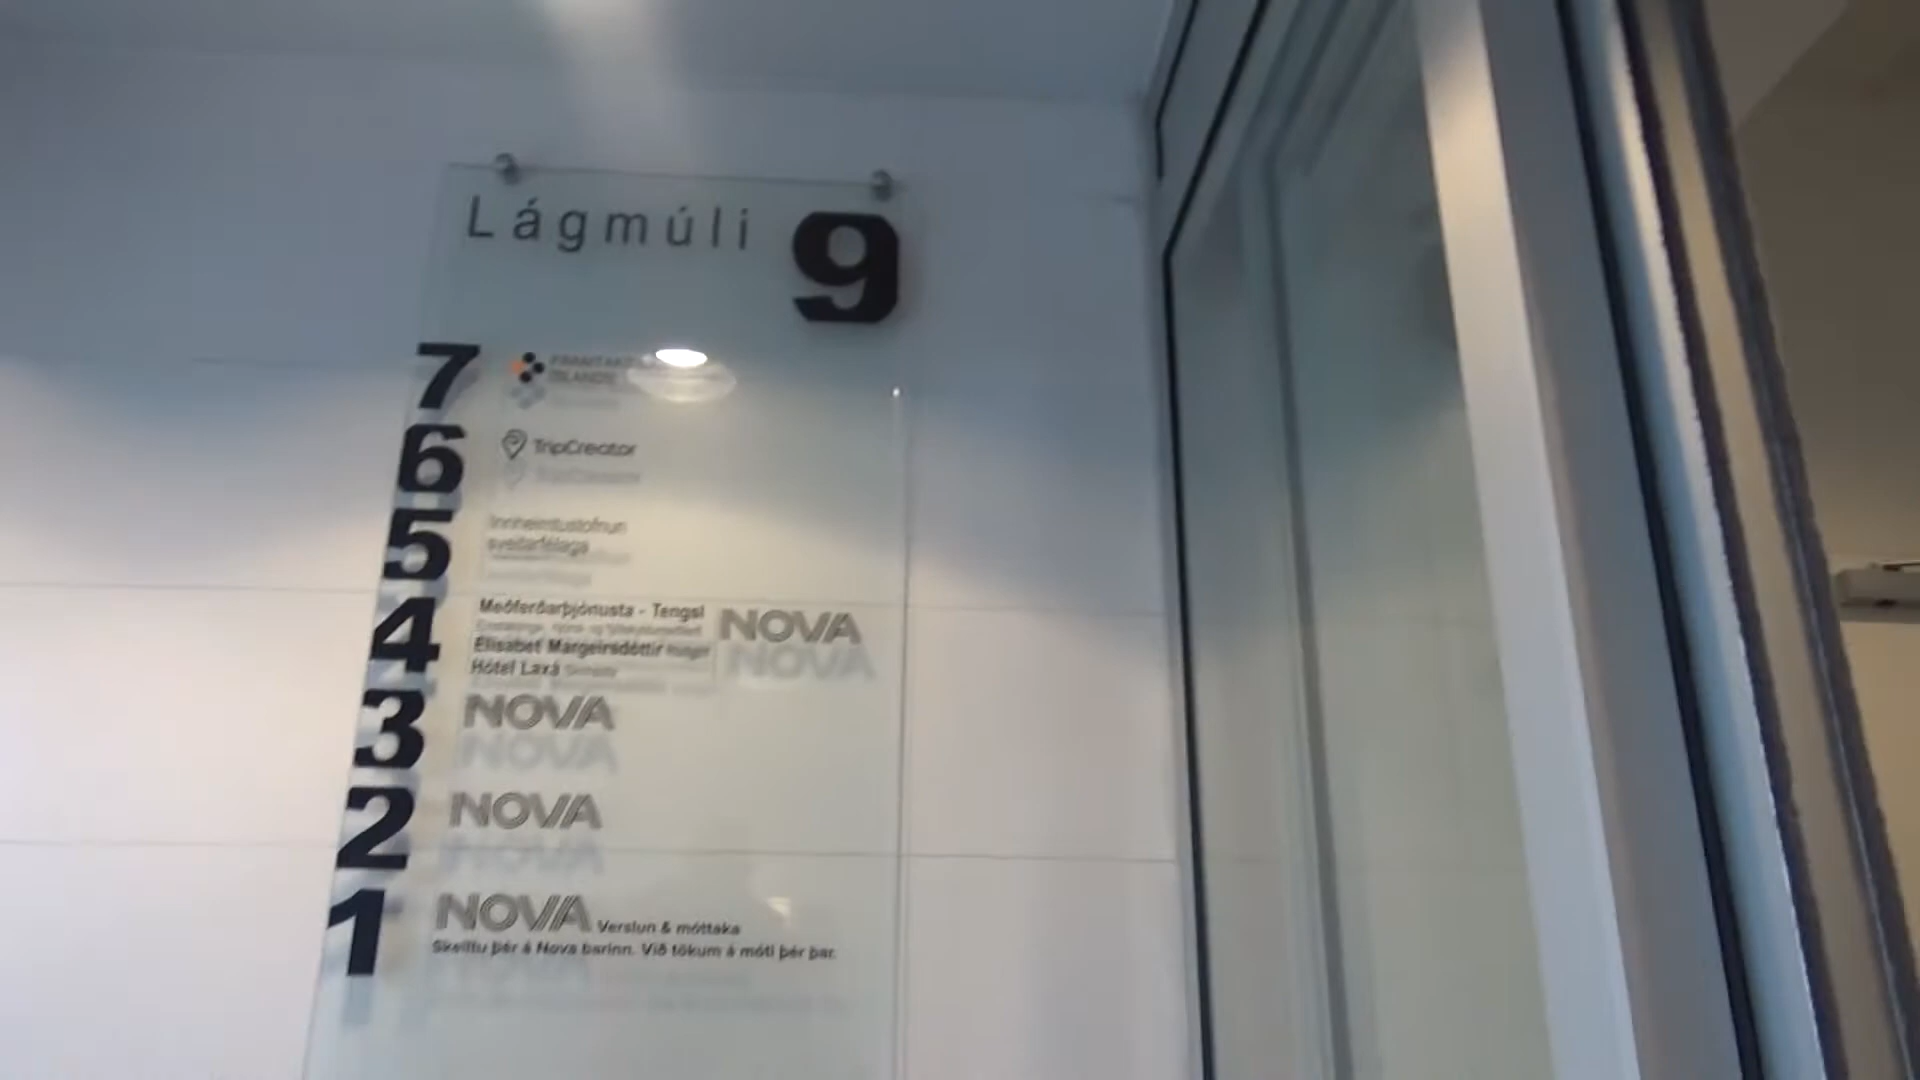 Lágmúli 9
7
ÍSLANDS
6 TripCreator
5 Innheimtustofnun
sveitarfélaga
4 Meðferðarþjónusta - Tengsl NOVA
Elísabet Margeirsdóttir
Hótel Laxá
3 NOVA
2 NOVA
1 NOVA Verslun & móttaka
Skelltu þér á Nova barinn. Við tökum á móti þér þar.